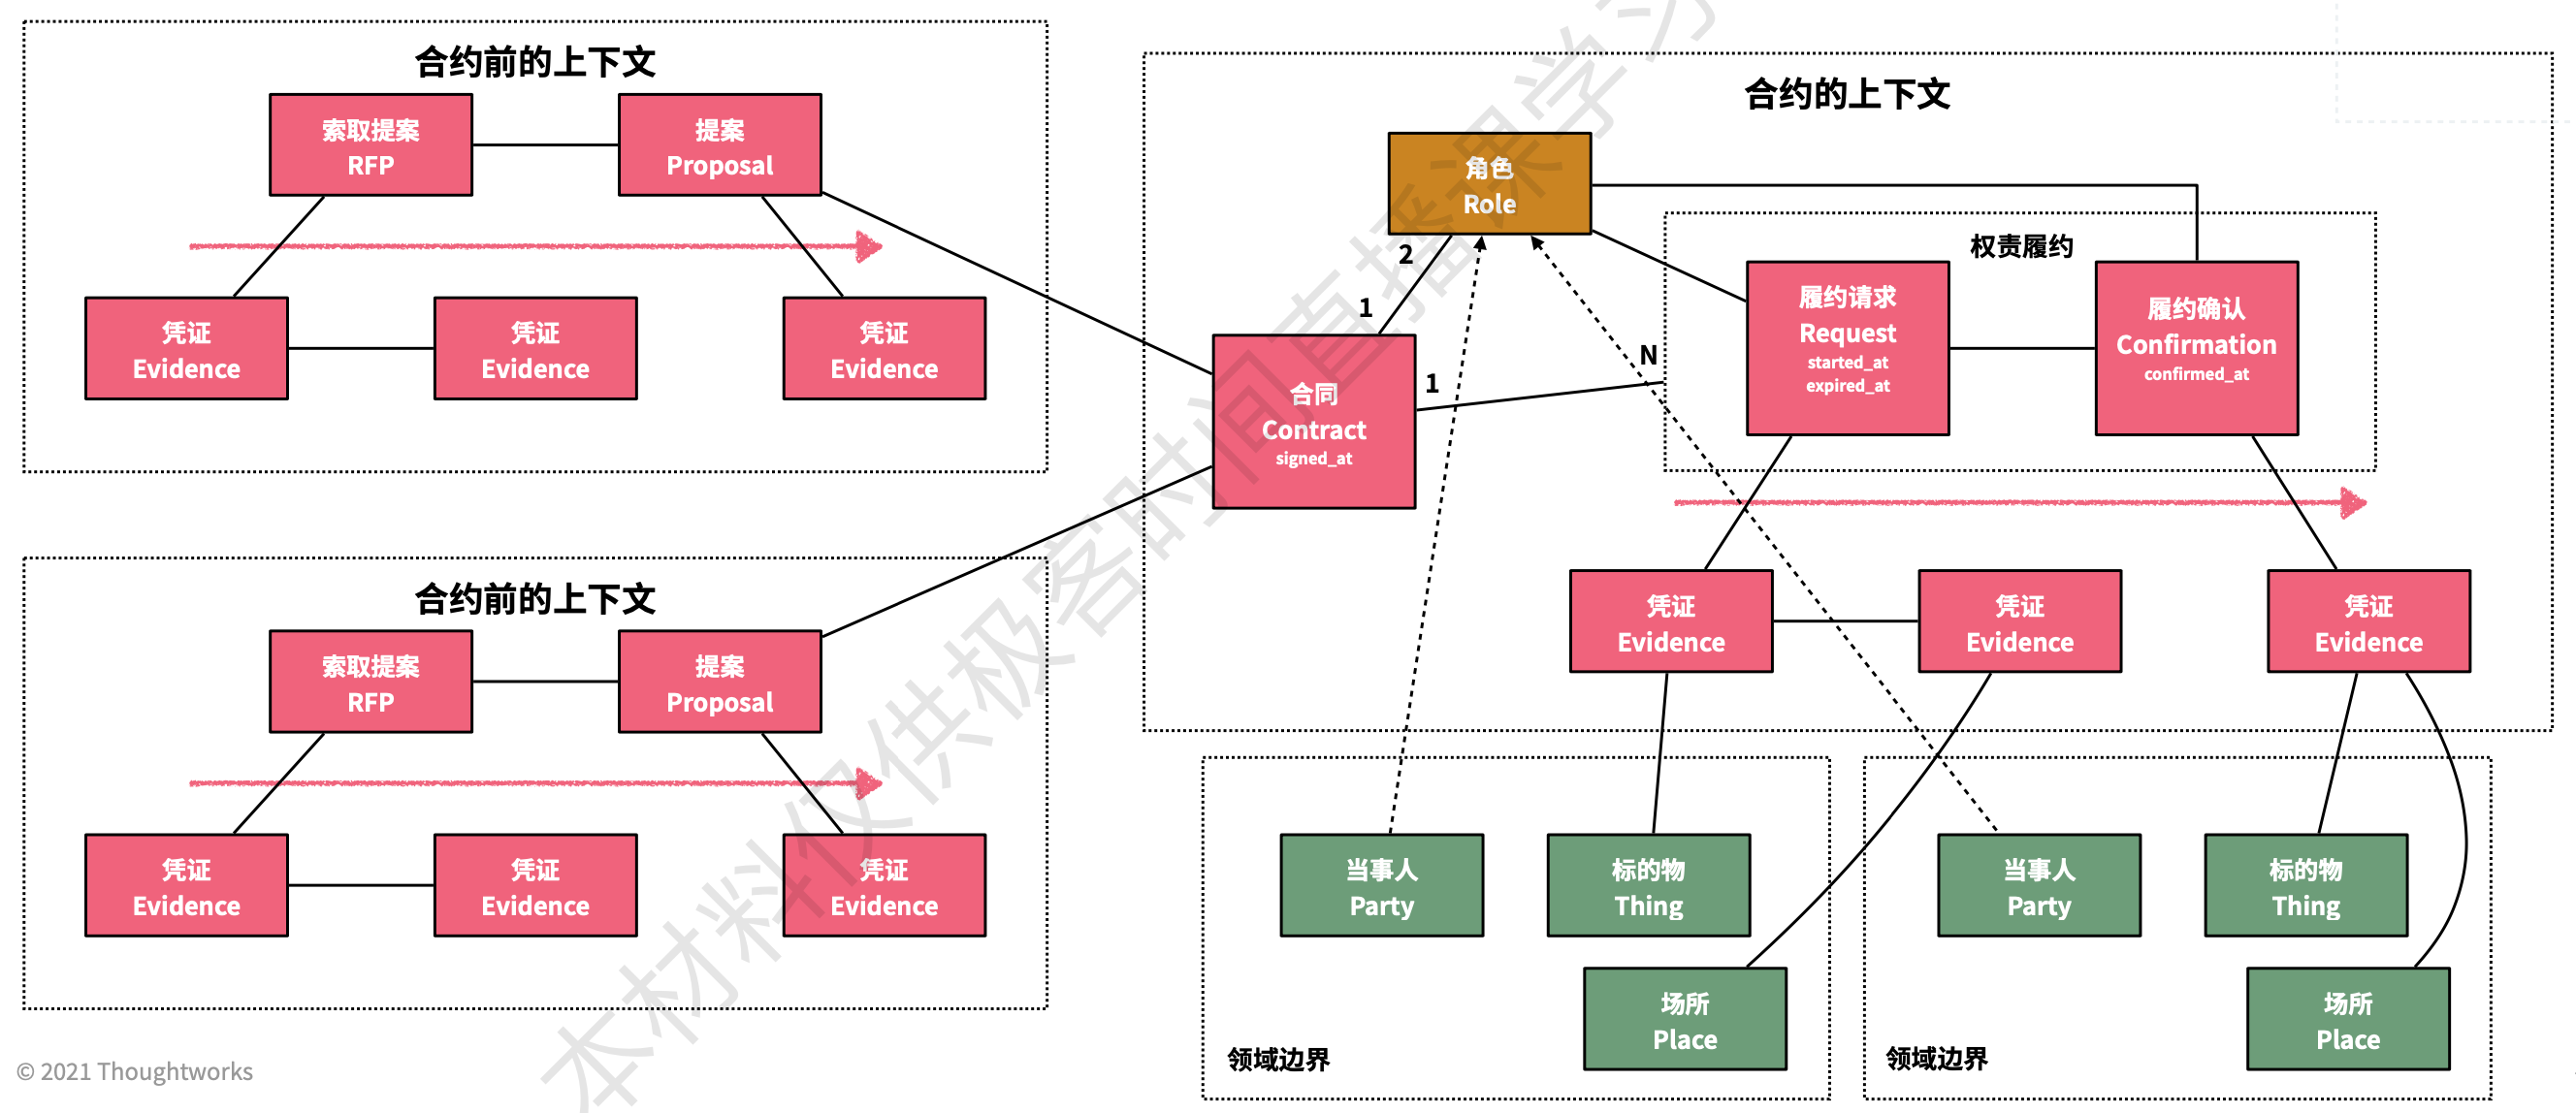 合约前的上下文
索取提案
RFP
提案
Proposal
凭证
Evidence
凭证
Evidence
凭证
Evidence
合约前的上下文
索取提案
RFP
提案
Proposal
凭证
Evidence
凭证
Evidence
凭证
Evidence
合约的上下文
角色
Role
2
1
合同
Contract
signed_at
1
N
权责履约
履约请求
Request
started_at
expired_at
履约确认
Confirmation
confirmed_at
凭证
Evidence
凭证
Evidence
凭证
Evidence
当事人
Party
标的物
Thing
场所
Place
领域边界
当事人
Party
标的物
Thing
场所
Place
领域边界
本材料仅供极客时间直播课学习
© 2021 Thoughtworks